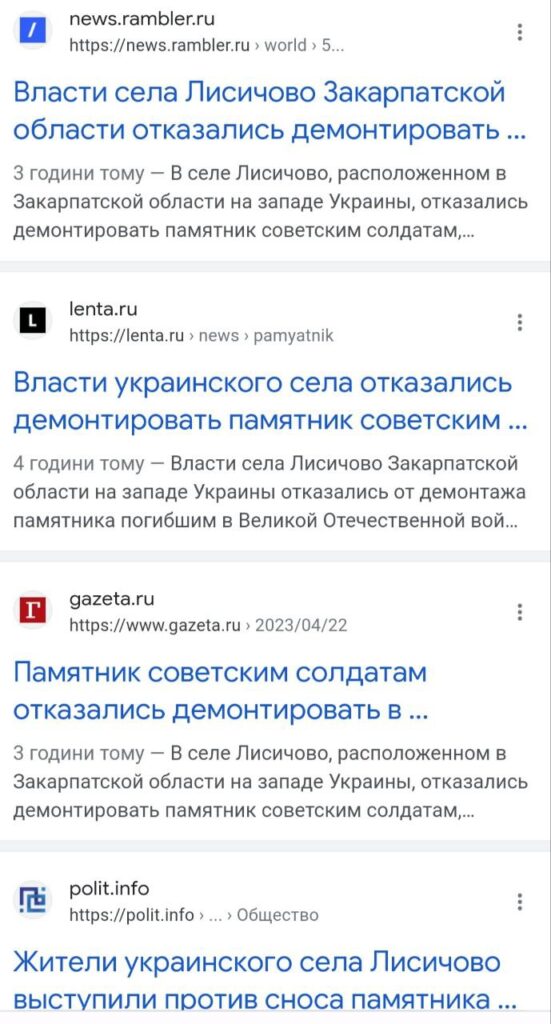 news.rambler.ru
https://news.rambler.ru › world › 5...
Власти села Лисичово Закарпатской
области отказались демонтировать ...
3 години тому — В селе Лисичово, расположенном в
Закарпатской области на западе Украины, отказались
демонтировать памятник советским солдатам,...
L
lenta.ru
https://lenta.ru › news › pamyatnik
Власти украинского села отказались
демонтировать памятник советским ...
4 години тому — Власти села Лисичово Закарпатской
области на западе Украины отказались от демонтажа
памятника погибшим в Великой Отечественной вой...
Г
gazeta.ru
https://www.gazeta.ru › 2023/04/22
Памятник советским солдатам
отказались демонтировать в ...
3 години тому — В селе Лисичово, расположенном в
Закарпатской области на западе Украины, отказались
демонтировать памятник советским солдатам,...
polit.info
https://polit.info › ... › Общество
Жители украинского села Лисичово
выступили против сноса памятника ...